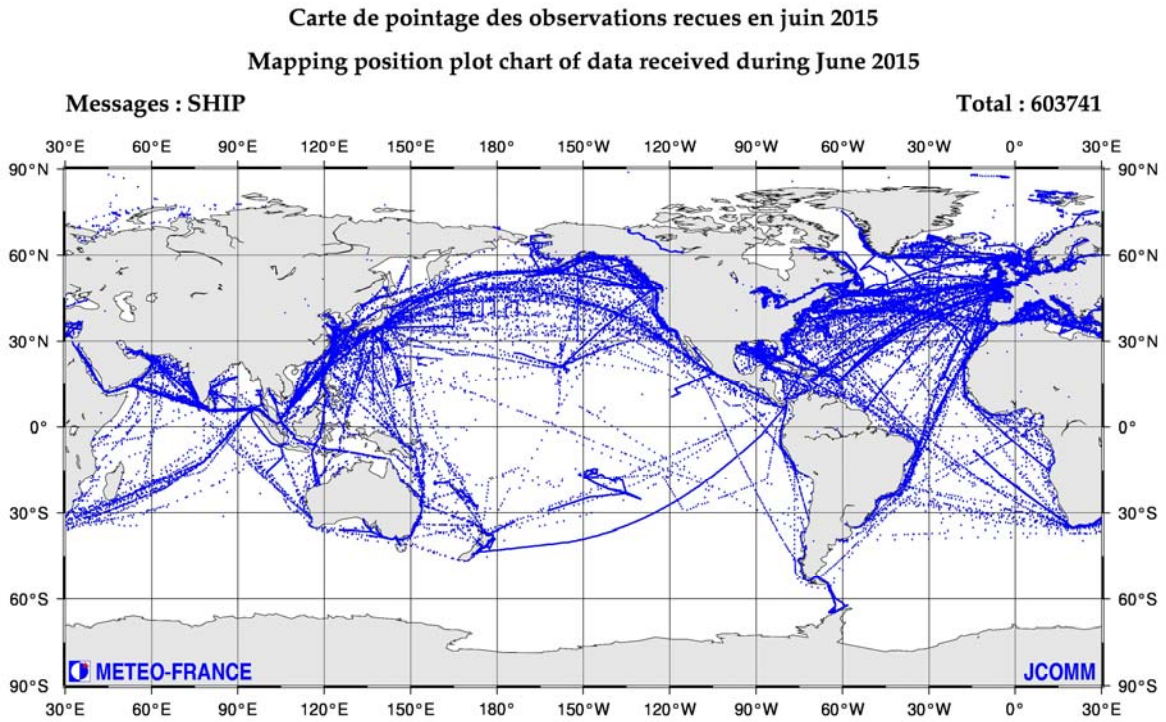 Carte de pointage des observations recues en juin 2015
Mapping position plot chart of data received during June 2015
Messages : SHIP Total : 603741
30°E 60°E 90°E 120°E 150°E 180° 150°W 120°W 90°W 60°W 30°W 0° 30°E
90°N 90°N
60°N 60°N
30°N 30°N
0° 0°
30°S 30°S
60°S 60°S
METEO-FRANCE JCOMM
90°S 90°S
30°E 60°E 90°E 120°E 150°E 180° 150°W 120°W 90°W 60°W 30°W 0° 30°E